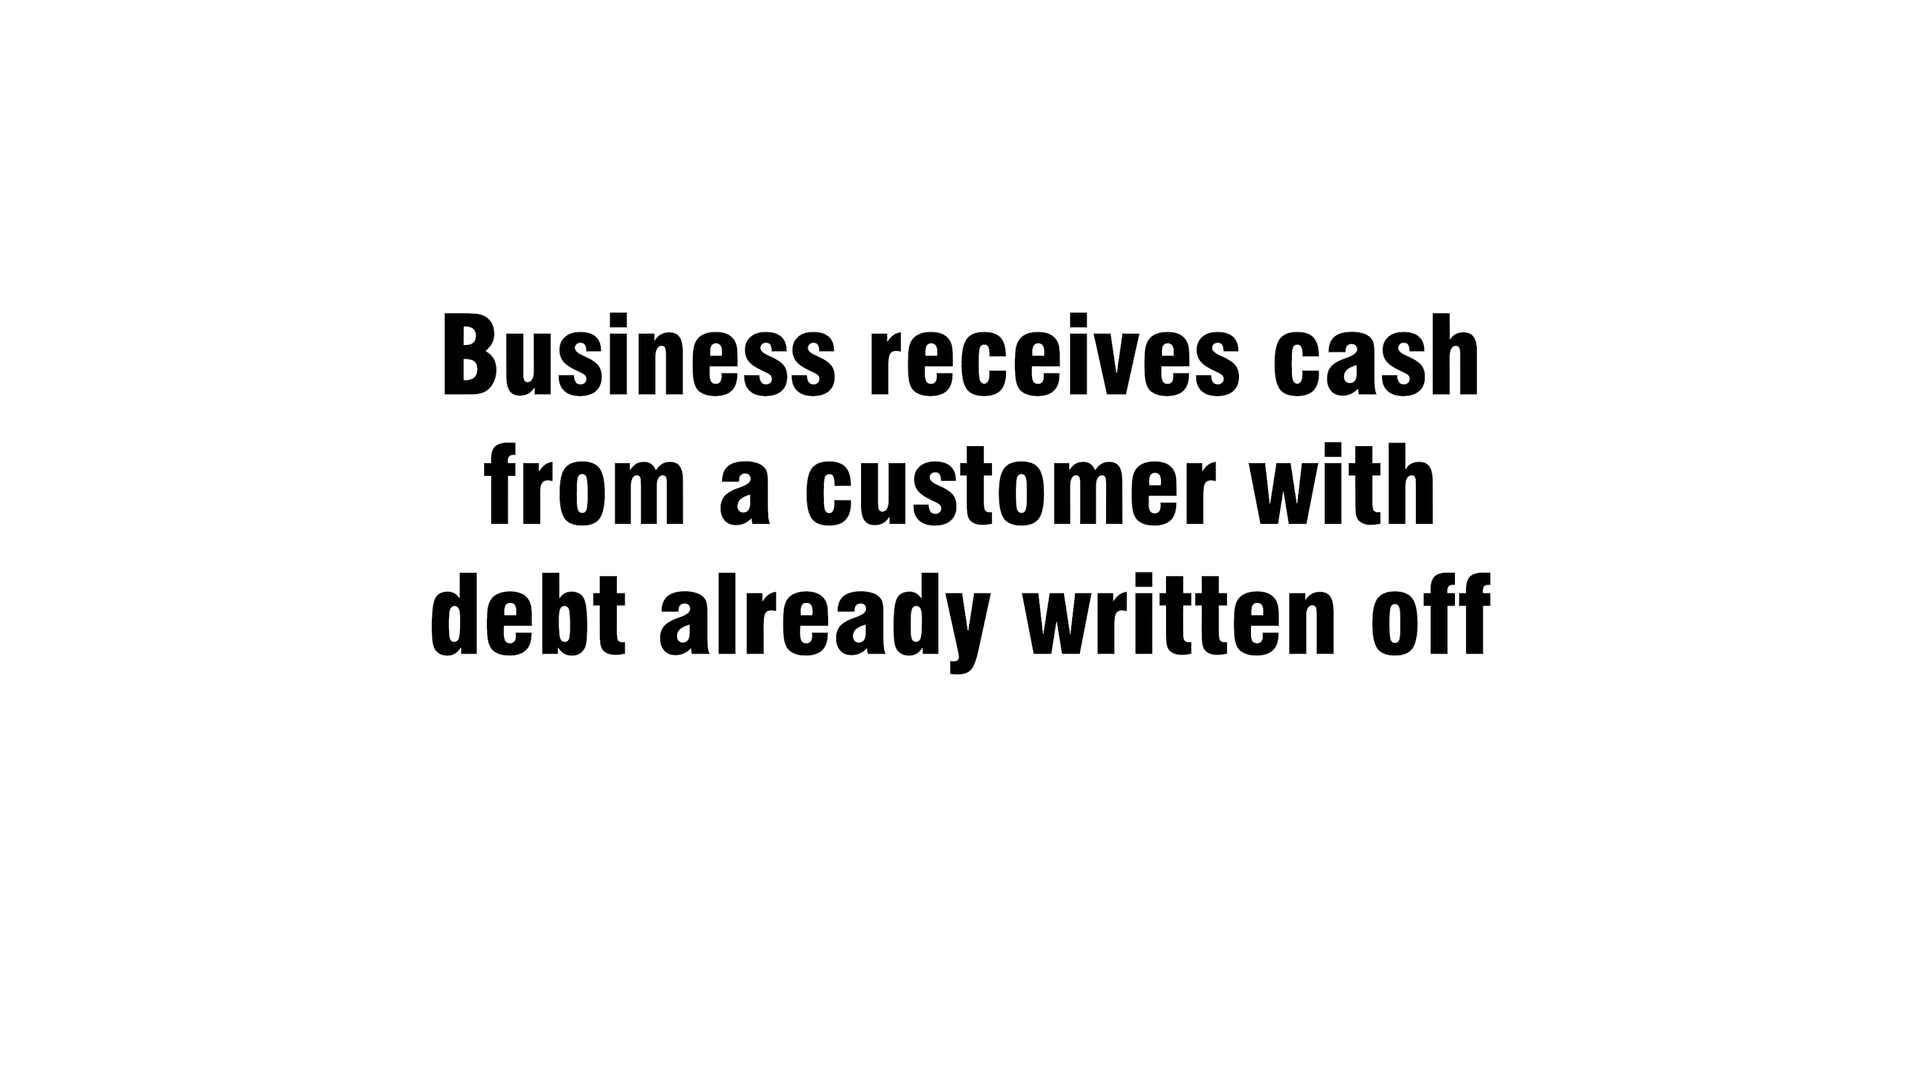 Business receives cash
from a customer with
debt already written off